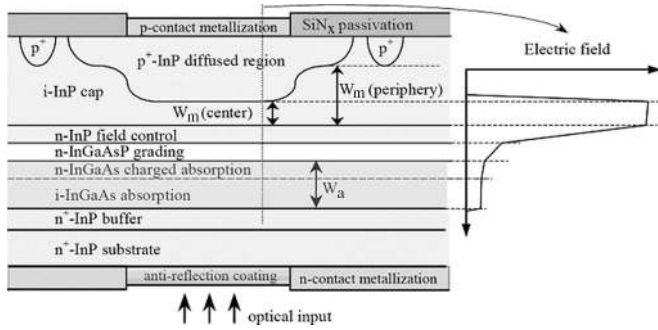 p-contact metallization
SiNx passivation
p+
p+
p+-InP diffused region
Electric field
i-InP cap
Wm (periphery)
Wm (center)
n-InP field control
n-InGaAsP grading
n-InGaAs charged absorption
i-InGaAs absorption
Wa
n+-InP buffer
n+-InP substrate
anti-reflection coating
n-contact metallization
optical input